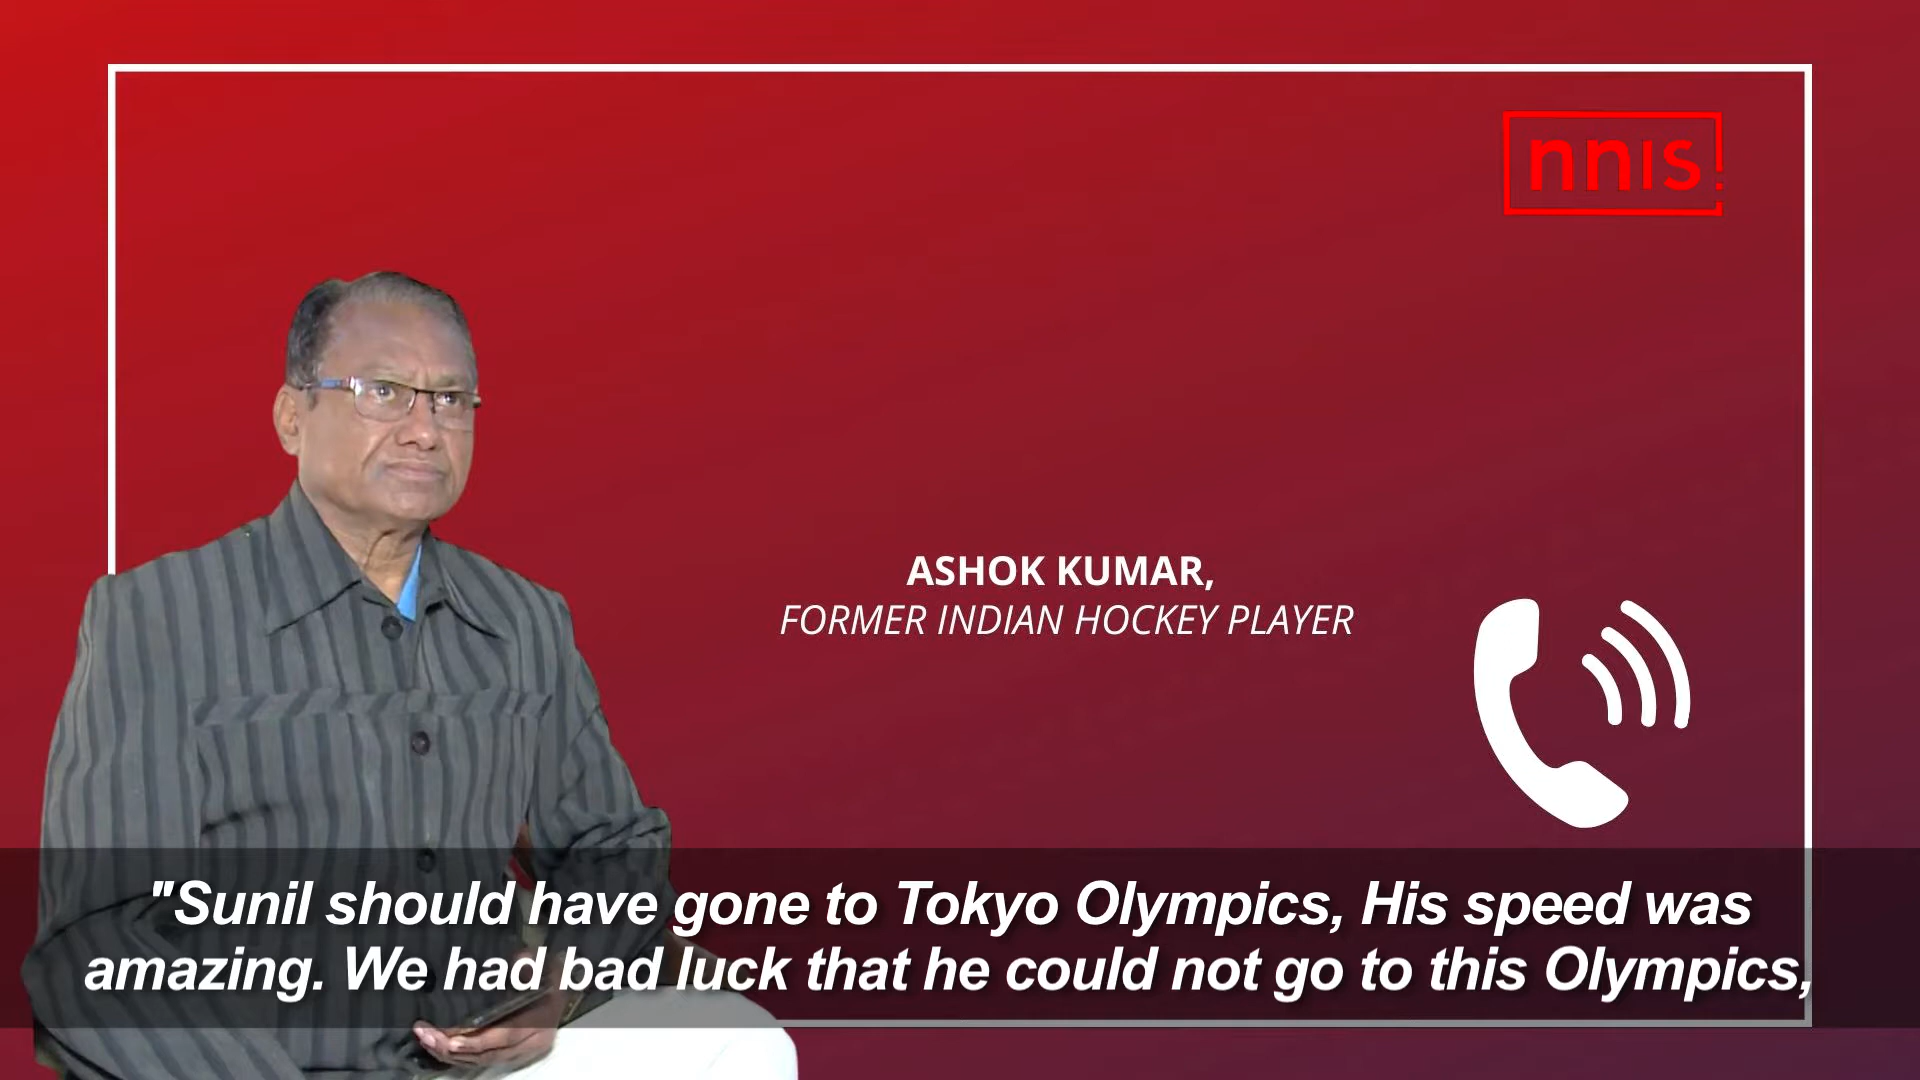 nnis
ASHOK KUMAR,
FORMER INDIAN HOCKEY PLAYER
"Sunil should have gone to Tokyo Olympics, His speed was
amazing. We had bad luck that he could not go to this Olympics,